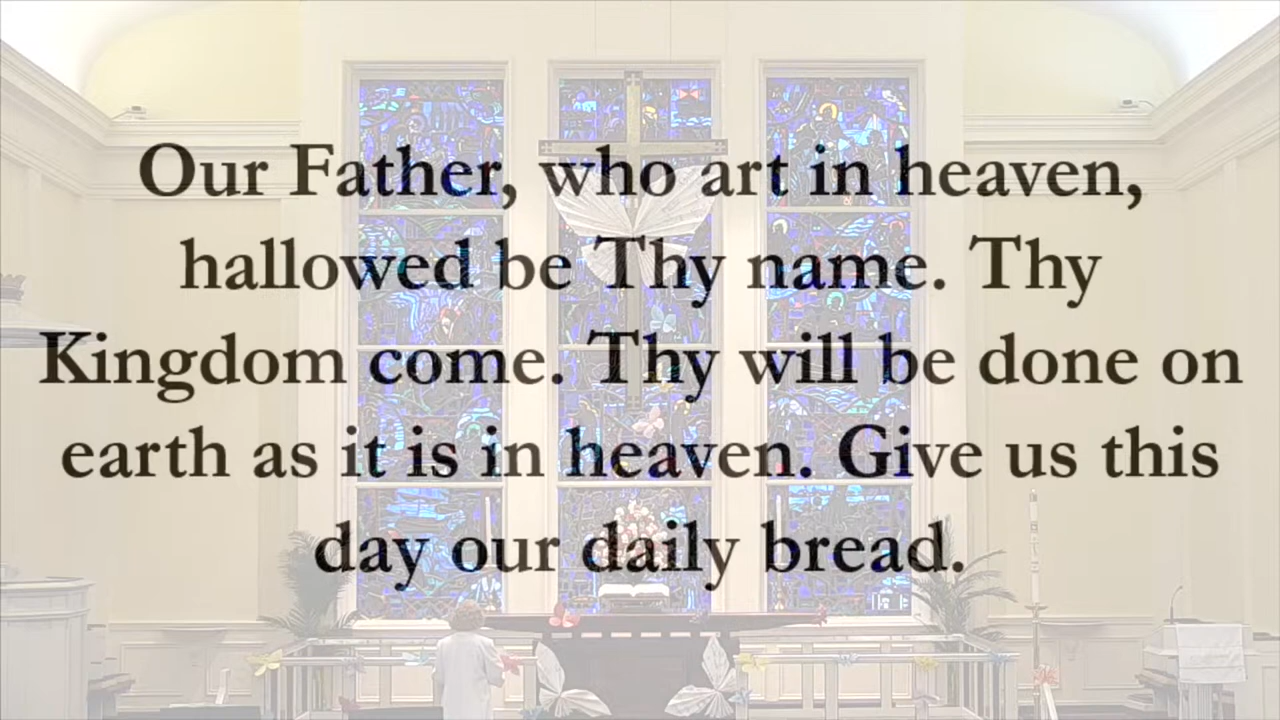 Our Father, who art in heaven,
hallowed be Thy name. Thy
Kingdom come. Thy will be done on
earth as it is in heaven. Give us this
day our daily bread.